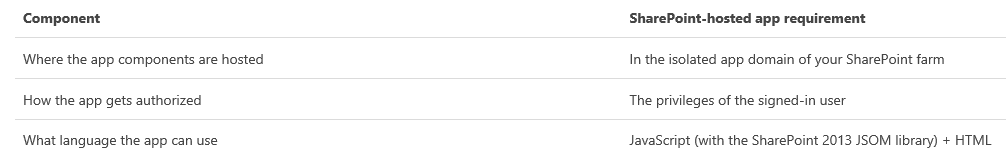 Component SharePoint-hosted app requirement
Where the app components are hosted In the isolated app domain of your SharePoint farm
How the app gets authorized The privileges of the signed-in user
What language the app can use JavaScript (with the SharePoint 2013 JSOM library) + HTML